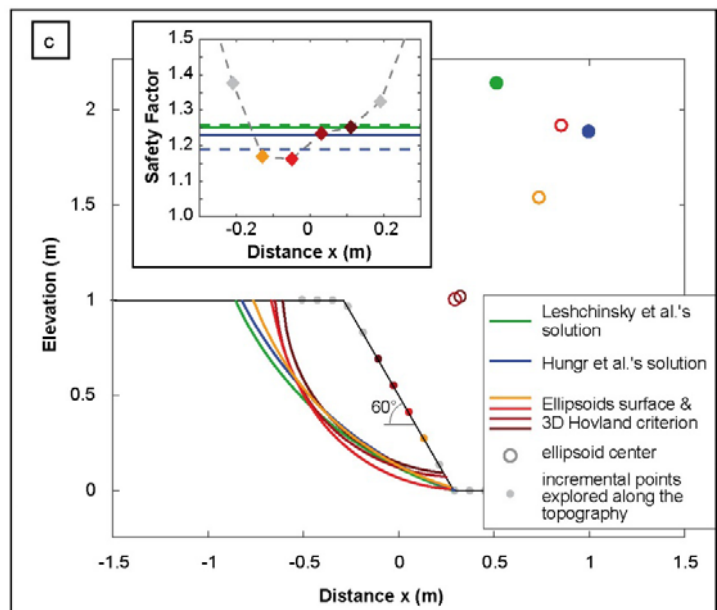 c
1.5
1.4
1.3
1.2
1.1
1.0
Safety Factor
-0.2
0
0.2
Distance x (m)
2
1.5
1
0.5
0
Elevation (m)
60°
Leshchinsky et al.'s
solution
Hungr et al.'s solution
Ellipsoids surface &
3D Hovland criterion
ellipsoid center
incremental points
explored along the
topography
-1.5
-1
-0.5
0
0.5
1
1.5
Distance x (m)